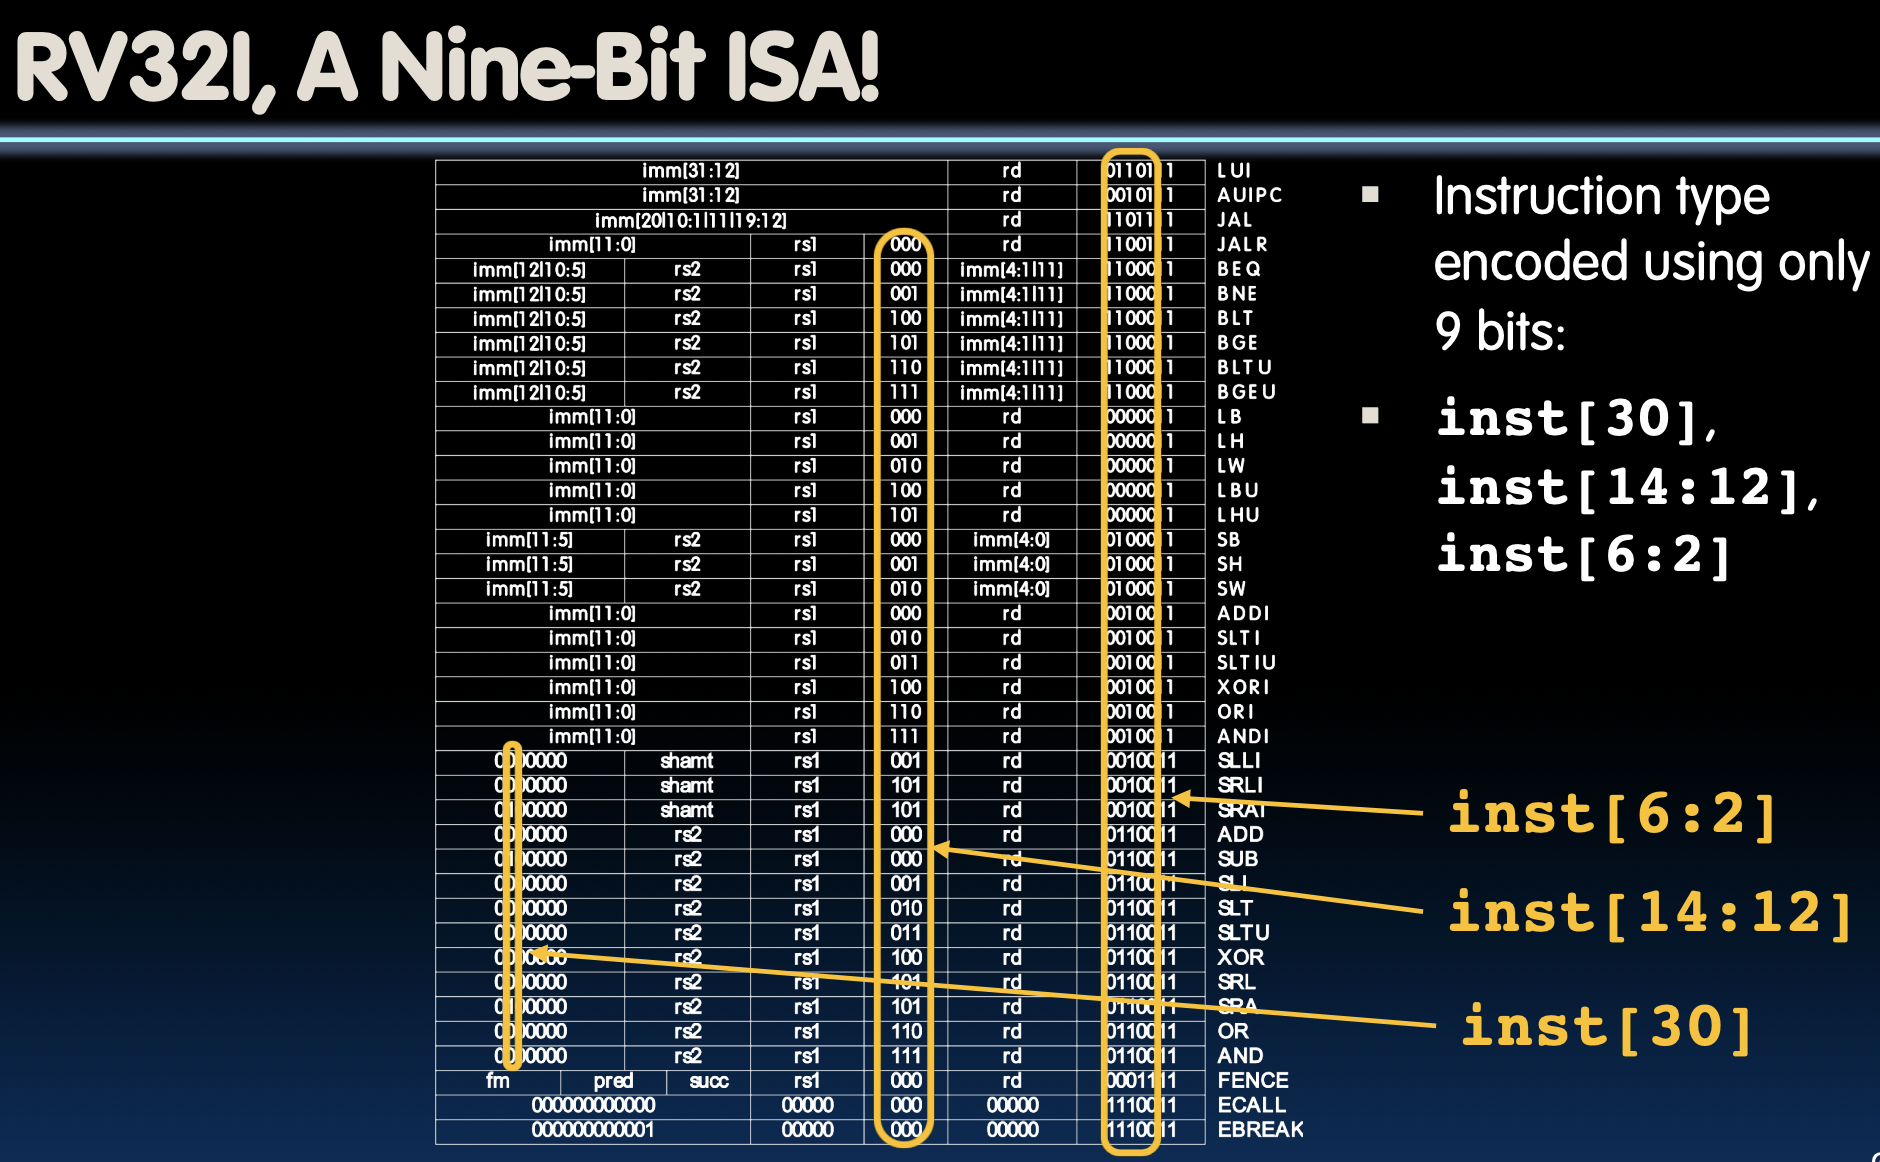 RV32I, A Nine-Bit ISA!
imm[31:12] rd 0110111 LUI
imm[31:12] rd 0010111 AUIPC
imm[20|10:1|11|19:12] rd 1101111 JAL
imm[11:0] rs1 000 rd 1100111 JALR
imm[12|10:5] rs2 rs1 000 imm[4:1|11] 1100011 BEQ
imm[12|10:5] rs2 rs1 001 imm[4:1|11] 1100011 BNE
imm[12|10:5] rs2 rs1 100 imm[4:1|11] 1100011 BLT
imm[12|10:5] rs2 rs1 101 imm[4:1|11] 1100011 BGE
imm[12|10:5] rs2 rs1 110 imm[4:1|11] 1100011 BLTU
imm[12|10:5] rs2 rs1 111 imm[4:1|11] 1100011 BGEU
imm[11:0] rs1 000 rd 0000011 LB
imm[11:0] rs1 001 rd 0000011 LH
imm[11:0] rs1 010 rd 0000011 LW
imm[11:0] rs1 100 rd 0000011 LBU
imm[11:0] rs1 101 rd 0000011 LHU
imm[11:5] rs2 rs1 000 imm[4:0] 0100011 SB
imm[11:5] rs2 rs1 001 imm[4:0] 0100011 SH
imm[11:5] rs2 rs1 010 imm[4:0] 0100011 SW
imm[11:0] rs1 000 rd 0010011 ADDI
imm[11:0] rs1 010 rd 0010011 SLTI
imm[11:0] rs1 011 rd 0010011 SLTIU
imm[11:0] rs1 100 rd 0010011 XORI
imm[11:0] rs1 110 rd 0010011 ORI
imm[11:0] rs1 111 rd 0010011 ANDI
0000000 shamt rs1 001 rd 0010011 SLLI
0000000 shamt rs1 101 rd 0010011 SRLI
0100000 shamt rs1 101 rd 0010011 SRAI
0000000 rs2 rs1 000 rd 0110011 ADD
0100000 rs2 rs1 000 rd 0110011 SUB
0000000 rs2 rs1 001 rd 0110011 SLL
0000000 rs2 rs1 010 rd 0110011 SLT
0000000 rs2 rs1 011 rd 0110011 SLTU
0000000 rs2 rs1 100 rd 0110011 XOR
0000000 rs2 rs1 101 rd 0110011 SRL
0100000 rs2 rs1 101 rd 0110011 SRA
0000000 rs2 rs1 110 rd 0110011 OR
0000000 rs2 rs1 111 rd 0110011 AND
fm pred succ rs1 000 rd 0001111 FENCE
000000000000 00000 000 00000 1110011 ECALL
000000000001 00000 000 00000 1110011 EBREAK
Instruction type
encoded using only
9 bits:
inst[30],
inst[14:12],
inst[6:2]
inst[6:2]
inst[14:12]
inst[30]